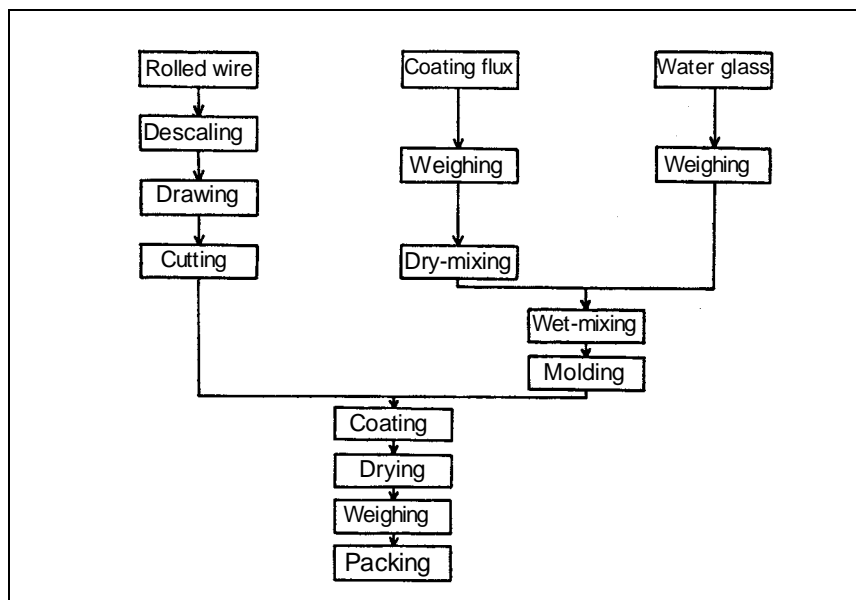 Rolled wire
Coating flux
Water glass
Descaling
Weighing
Weighing
Drawing
Cutting
Dry-mixing
Wet-mixing
Molding
Coating
Drying
Weighing
Packing